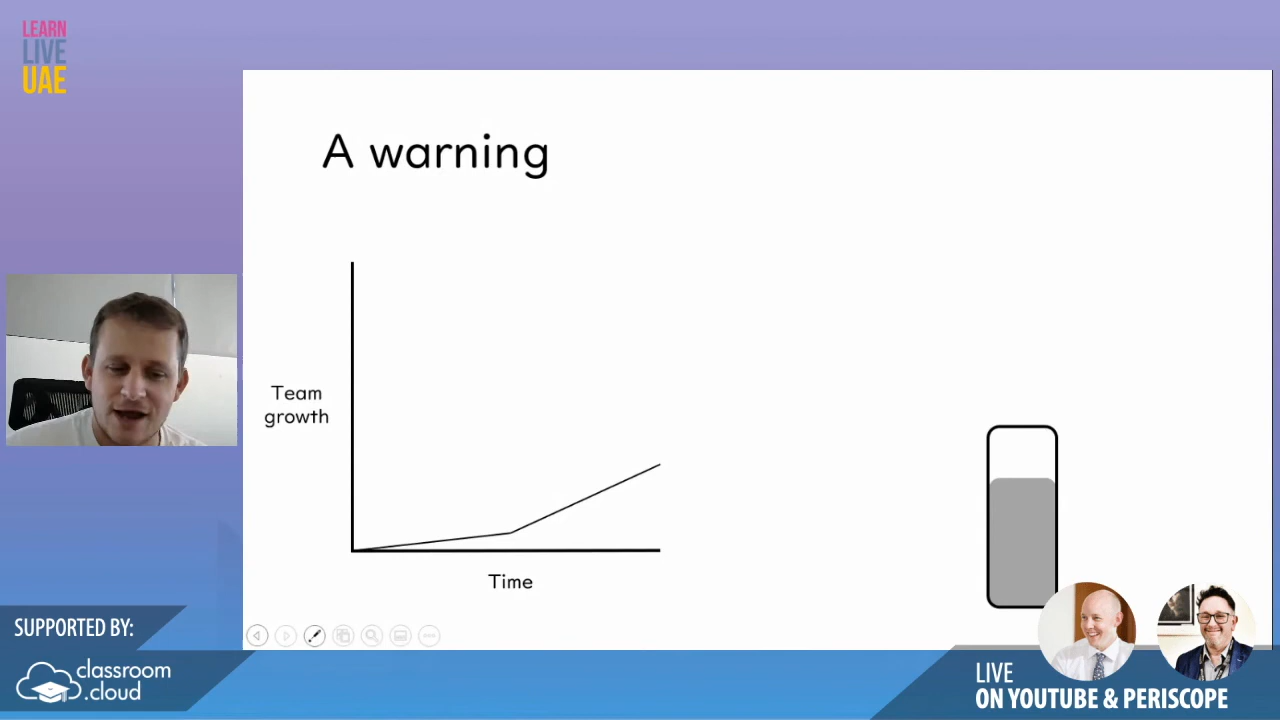 LEARN
LIVE
UAE
A warning
Team
growth
Time
SUPPORTED BY:
classroom
.cloud
LIVE
ON YOUTUBE & PERISCOPE